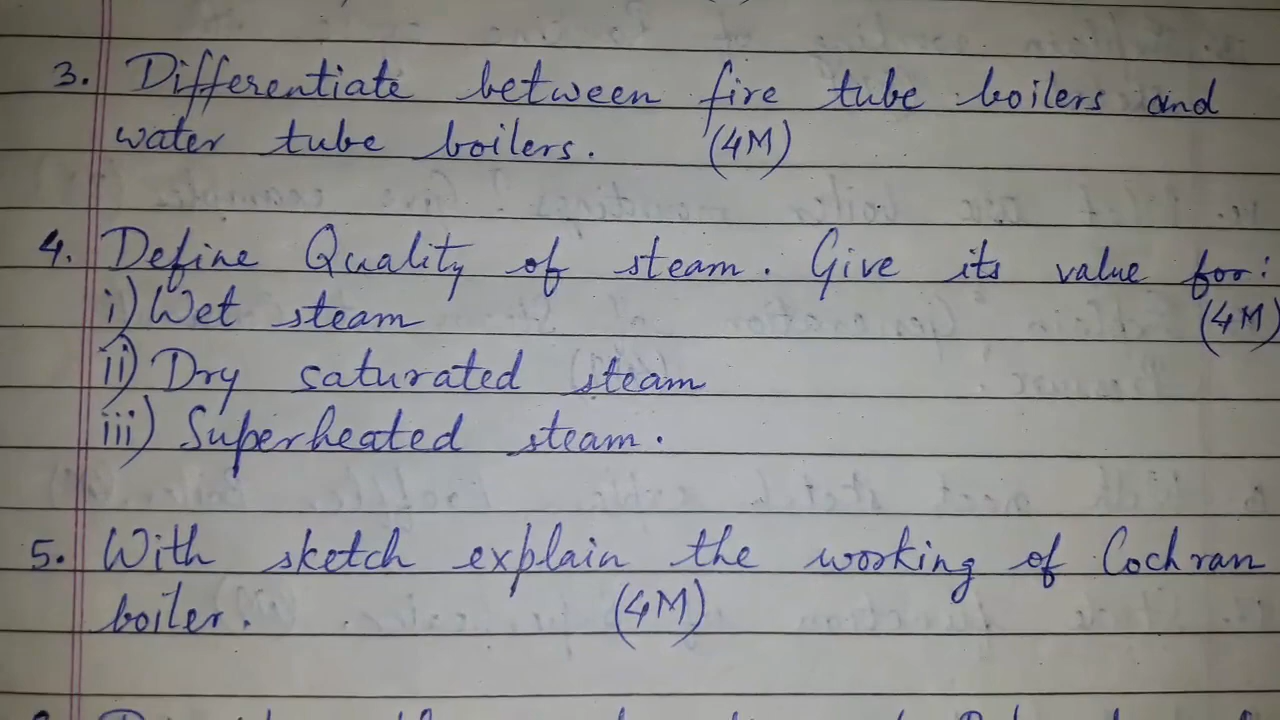 3. Differentiate between fire tube boilers and
water tube boilers. (4M)
4. Define Quality of steam. Give its value for:
i) Wet steam (4M)
ii) Dry saturated steam
iii) Superheated steam.
5. With sketch explain the working of Cochran
boiler. (4M)